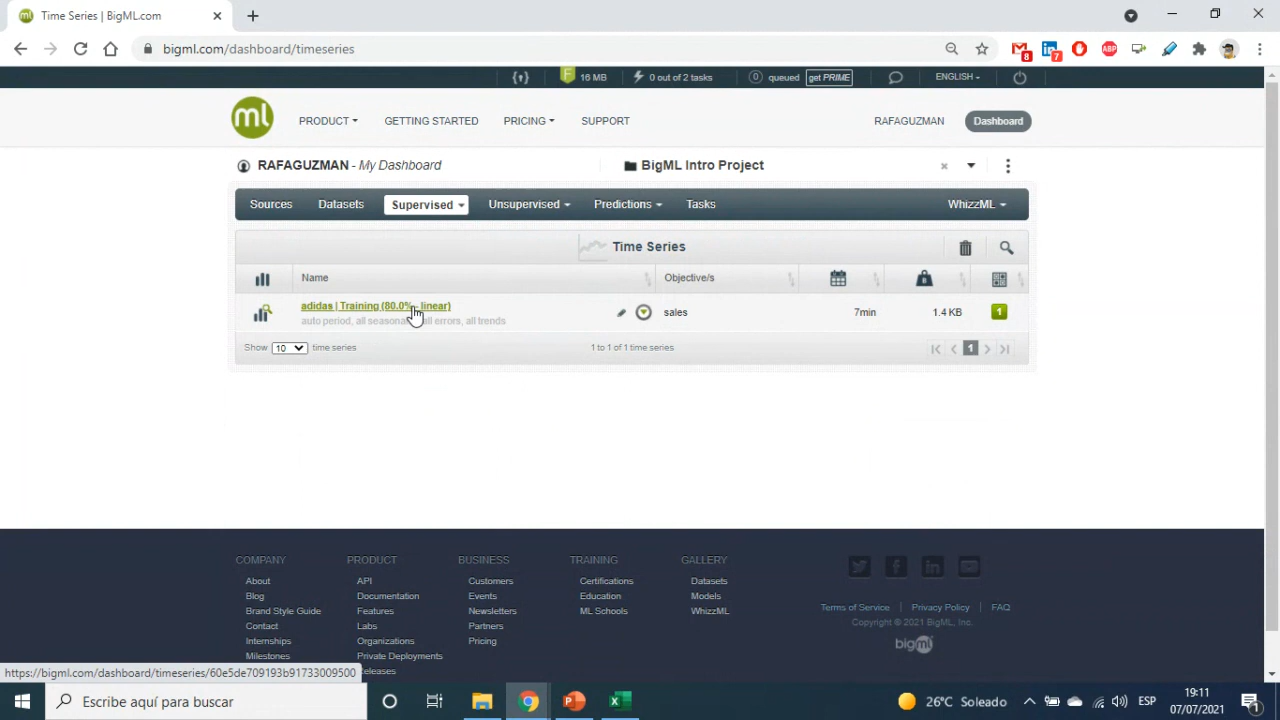 Time Series | BigML.com
bigml.com/dashboard/timeseries
8
7
ABP
F 16 MB 0 out of 2 tasks 0 queued get PRIME ENGLISH
ml PRODUCT GETTING STARTED PRICING SUPPORT RAFAGUZMAN Dashboard
RAFAGUZMAN - My Dashboard BigML Intro Project
Sources Datasets Supervised Unsupervised Predictions Tasks WhizzML
Time Series
Name Objective/s
adidas | Training (80.0% - linear) sales 7min 1.4 KB 1
auto period, all seasonal all errors, all trends
Show 10 time series 1 to 1 of 1 time series 1
COMPANY PRODUCT BUSINESS TRAINING GALLERY
About API Customers Certifications Datasets
Blog Documentation Events Education Models
Brand Style Guide Features Newsletters ML Schools WhizzML
Contact Labs Partners
Internships Organizations Pricing
Milestones Private Deployments
Releases
Terms of Service | Privacy Policy | FAQ
Copyright © 2021 BigML, Inc.
bigml
https://bigml.com/dashboard/timeseries/60e5de709193b91733009500
Escribe aquí para buscar
26°C Soleado
ESP
19:11
07/07/2021
1